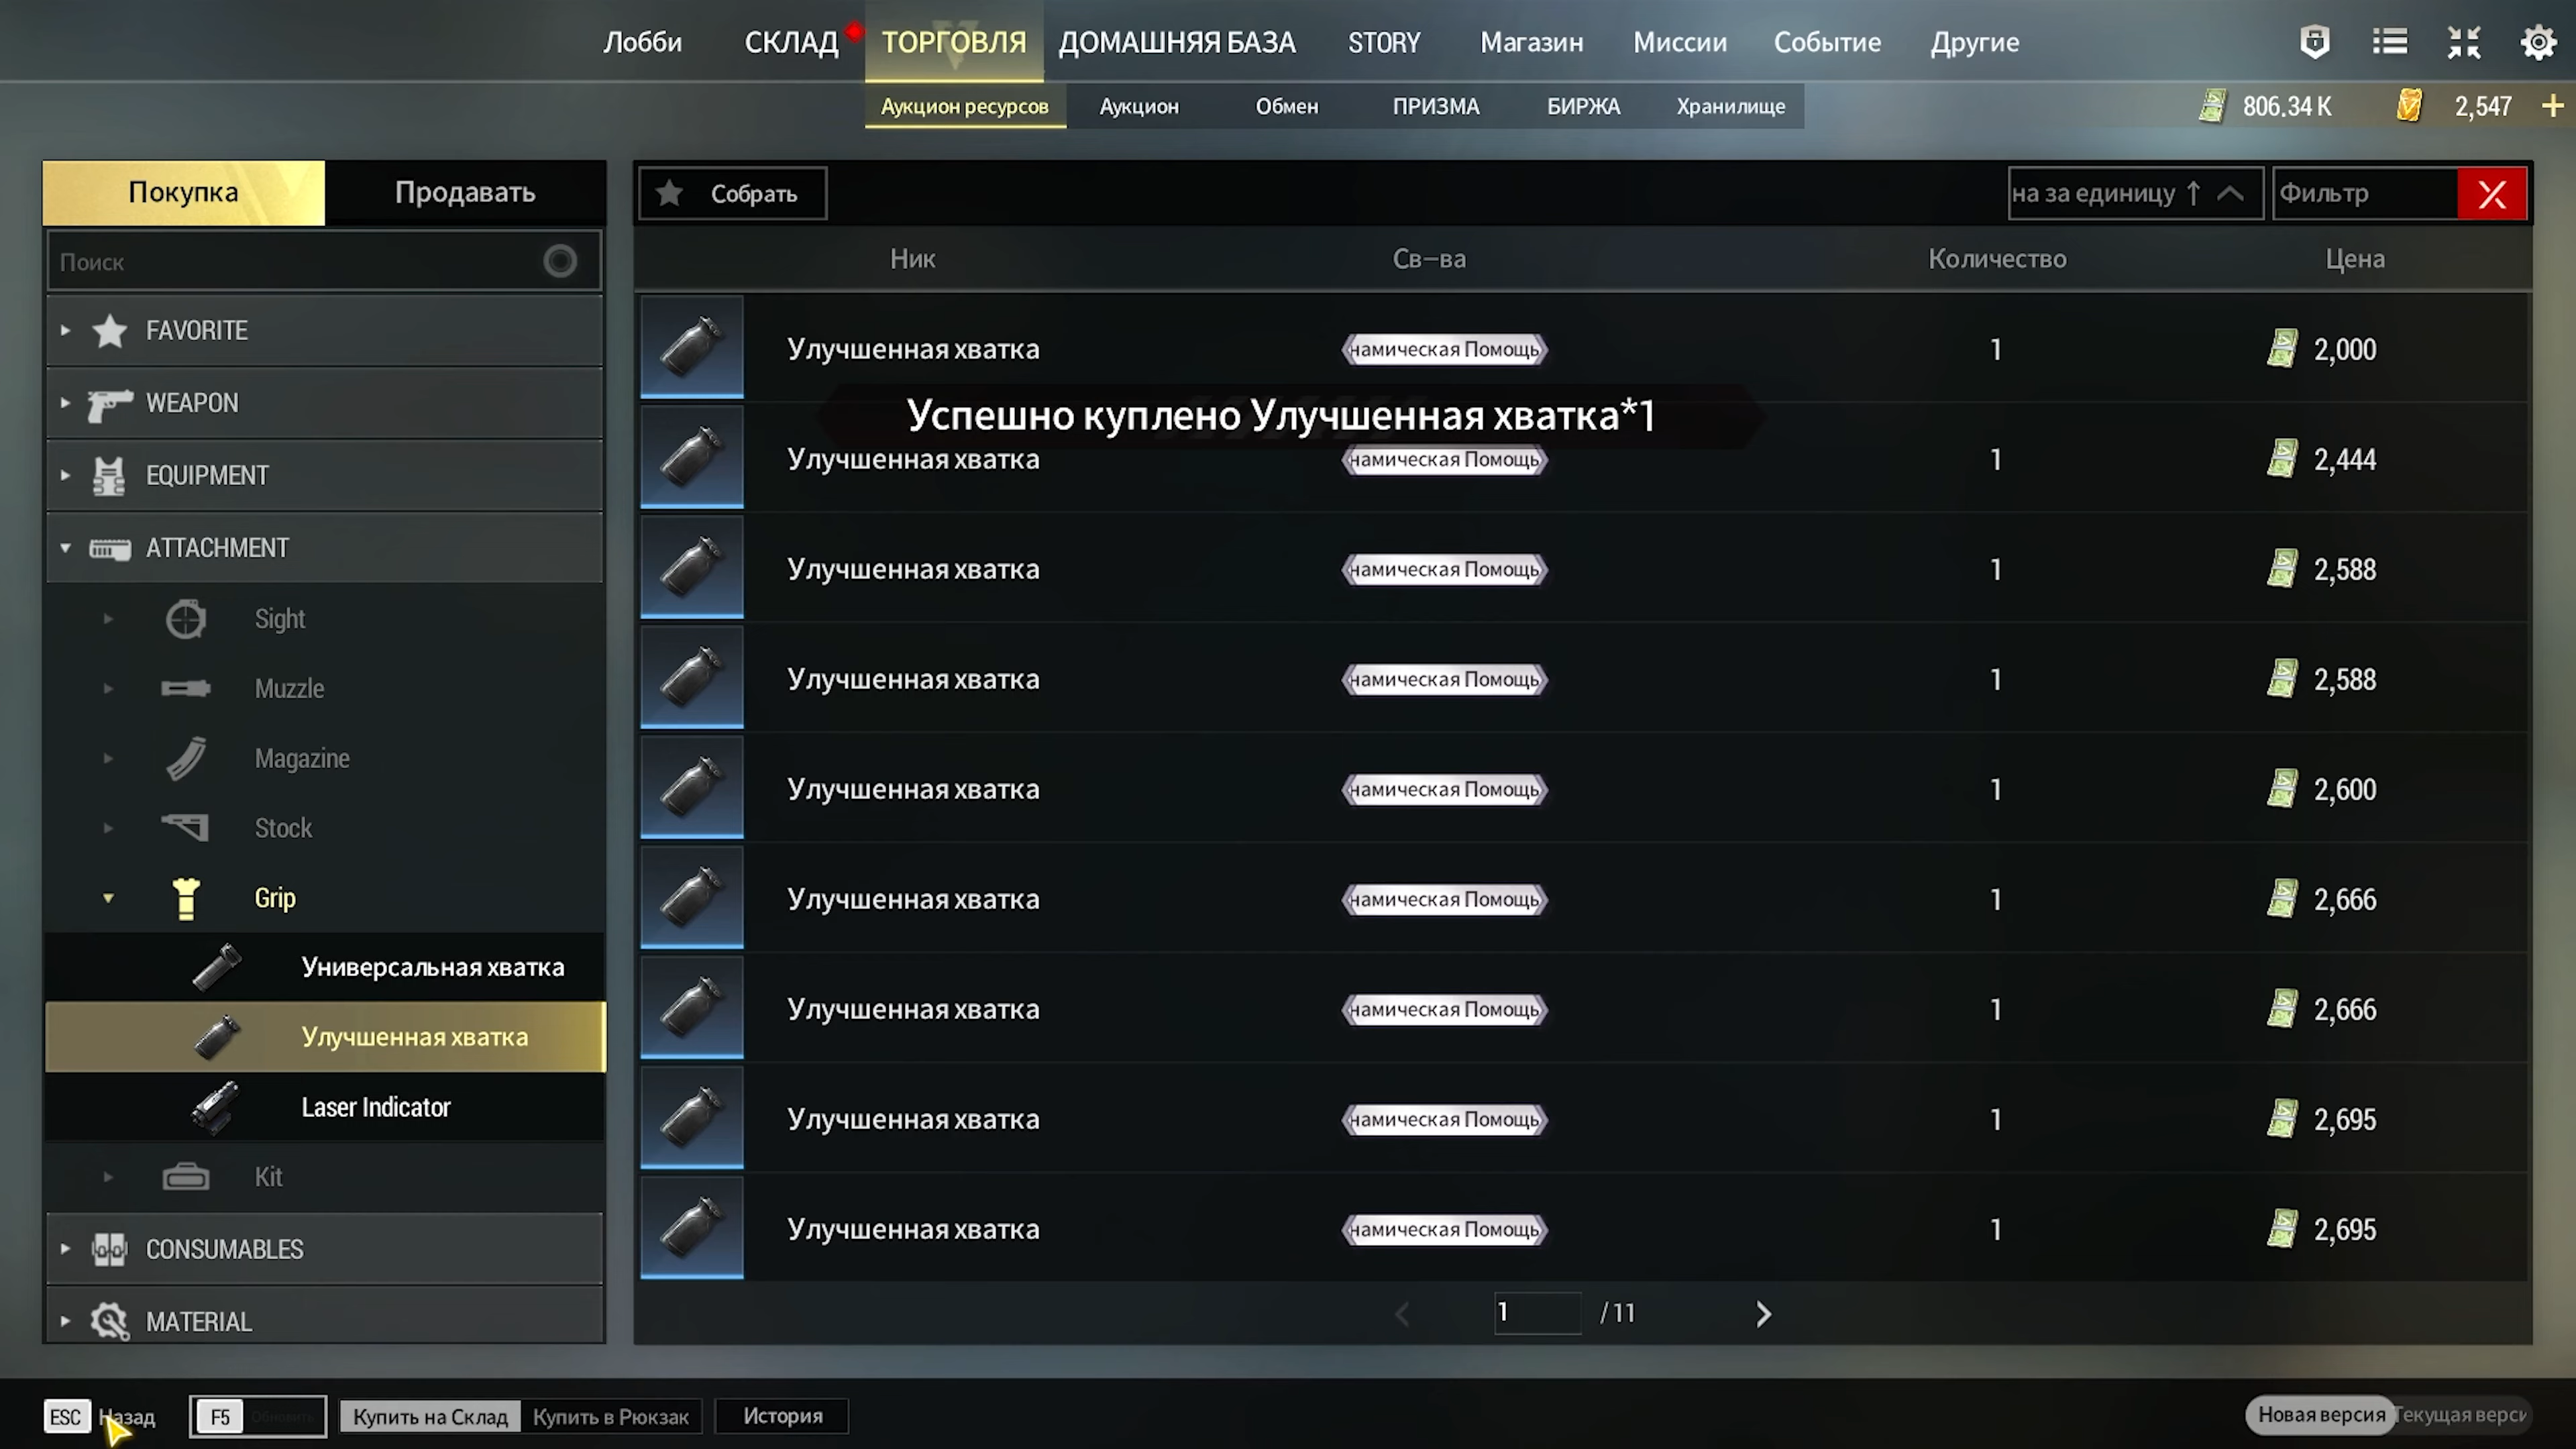 Лобби СКЛАД ТОРГОВЛЯ ДОМАШНЯЯ БАЗА STORY Магазин Миссии Событие Другие
Аукцион ресурсов Аукцион Обмен ПРИЗМА БИРЖА Хранилище 806.34 K 2,547
Покупка Продавать
Собрать на за единицу ↑ Фильтр
Поиск
Ник Св-ва Количество Цена
FAVORITE
WEAPON
EQUIPMENT
ATTACHMENT
Sight
Muzzle
Magazine
Stock
Grip
Универсальная хватка
Улучшенная хватка
Laser Indicator
Kit
CONSUMABLES
MATERIAL
Улучшенная хватка намическая Помощь 1 2,000
Успешно куплено Улучшенная хватка*1
Улучшенная хватка намическая Помощь 1 2,444
Улучшенная хватка намическая Помощь 1 2,588
Улучшенная хватка намическая Помощь 1 2,588
Улучшенная хватка намическая Помощь 1 2,600
Улучшенная хватка намическая Помощь 1 2,666
Улучшенная хватка намическая Помощь 1 2,666
Улучшенная хватка намическая Помощь 1 2,695
Улучшенная хватка намическая Помощь 1 2,695
1 /11
ESC Назад F5 Обновить Купить на Склад Купить в Рюкзак История Новая версия Текущая верси